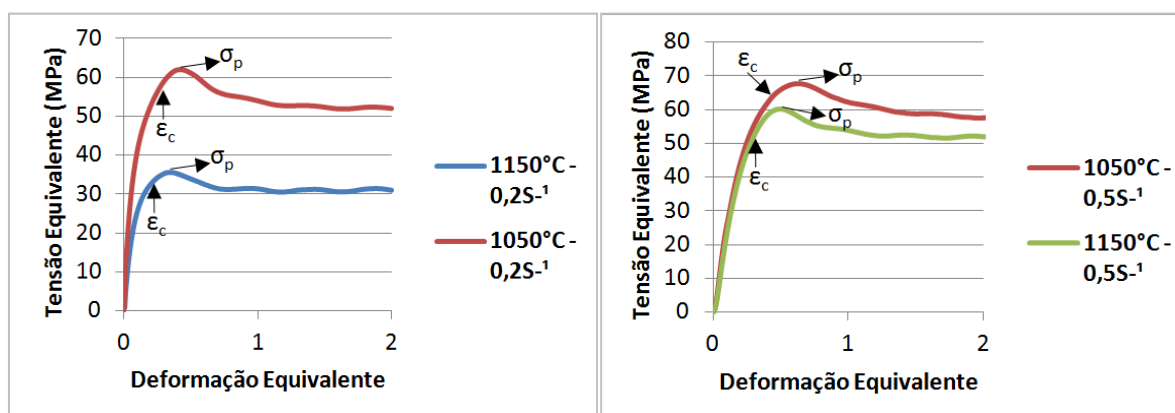 Tensão Equivalente (MPa)
70
60
50
40
30
20
10
0
0
1
2
Deformação Equivalente
σp
εc
σp
εc
1150°C -
0,2S-¹
1050°C -
0,2S-¹
Tensão Equivalente (MPa)
80
70
60
50
40
30
20
10
0
0
1
2
Deformação Equivalente
εc
σp
σp
εc
1050°C -
0,5S-¹
1150°C -
0,5S-¹